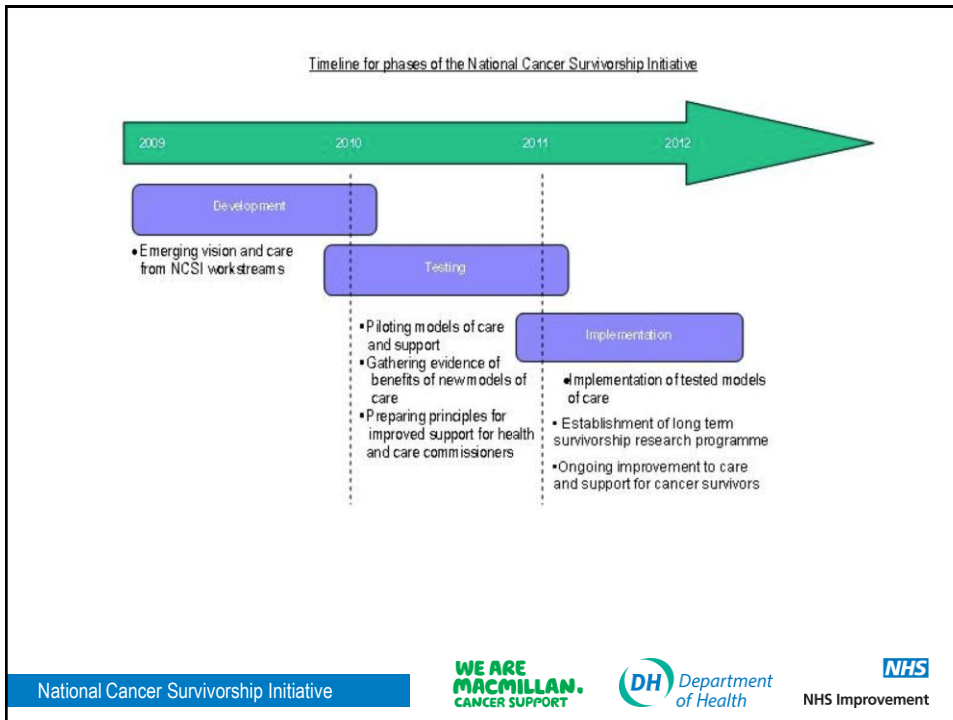 Timeline for phases of the National Cancer Survivorship Initiative
2009 2010 2011 2012
Development
•Emerging vision and care
from NCSI workstreams
Testing
▪Piloting models of care
and support
▪Gathering evidence of
benefits of new models of
care
▪Preparing principles for
improved support for health
and care commissioners
Implementation
•Implementation of tested models
of care
▪ Establishment of long term
survivorship research programme
▪Ongoing improvement to care
and support for cancer survivors
National Cancer Survivorship Initiative
WE ARE
MACMILLAN.
CANCER SUPPORT
DH Department
of Health
NHS
NHS Improvement